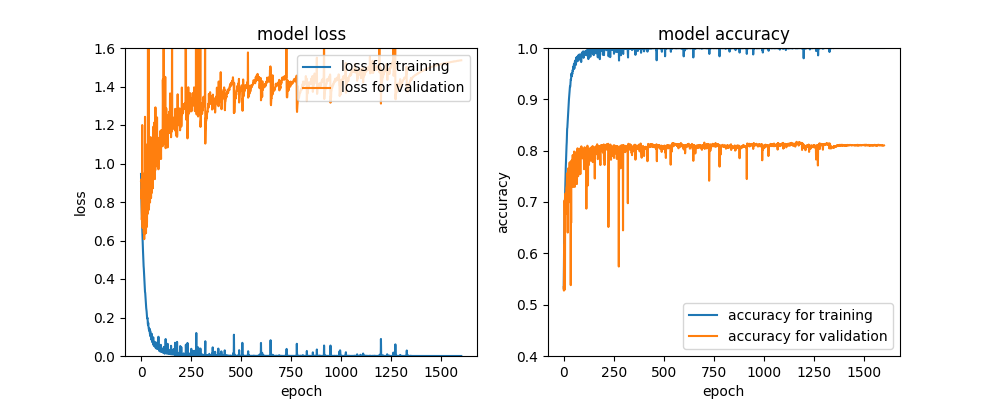 model loss
loss
1.6
1.4
1.2
1.0
0.8
0.6
0.4
0.2
0.0
0 250 500 750 1000 1250 1500
epoch
loss for training
loss for validation
model accuracy
accuracy
1.0
0.9
0.8
0.7
0.6
0.5
0.4
0 250 500 750 1000 1250 1500
epoch
accuracy for training
accuracy for validation